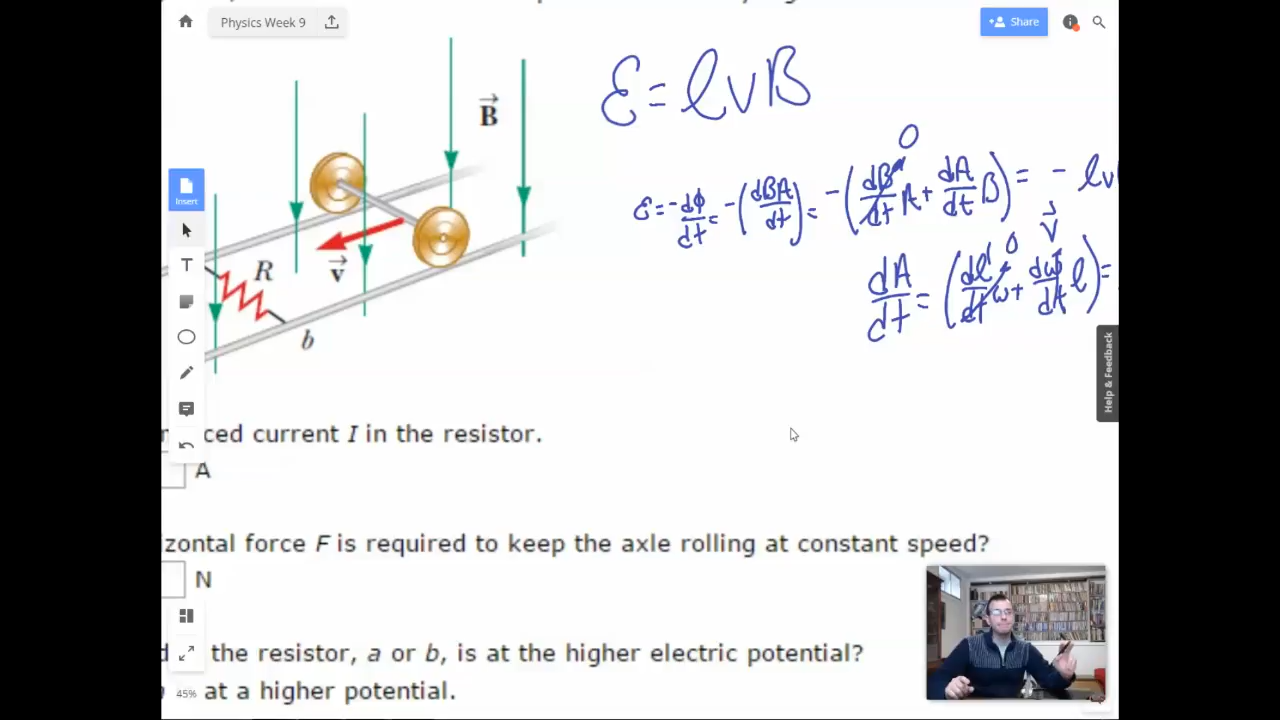 Physics Week 9
Share
ℰ = ℓvB
B
0
ℰ = -dϕ/dt = -(dBA/dt) = -(dB/dt A + dA/dt B) = - ℓv
v
0
dA/dt = (dℓ/dt w + dw/dt ℓ) =
Insert
T
v
R
b
Help & Feedback
ced current I in the resistor.
A
izontal force F is required to keep the axle rolling at constant speed?
N
the resistor, a or b, is at the higher electric potential?
45%
at a higher potential.